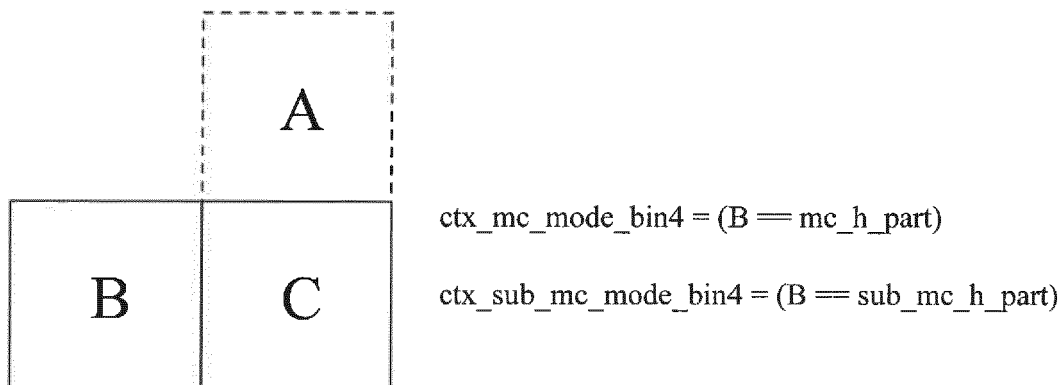 A
B
C
ctx_mc_mode_bin4 = (B == mc_h_part)
ctx_sub_mc_mode_bin4 = (B == sub_mc_h_part)